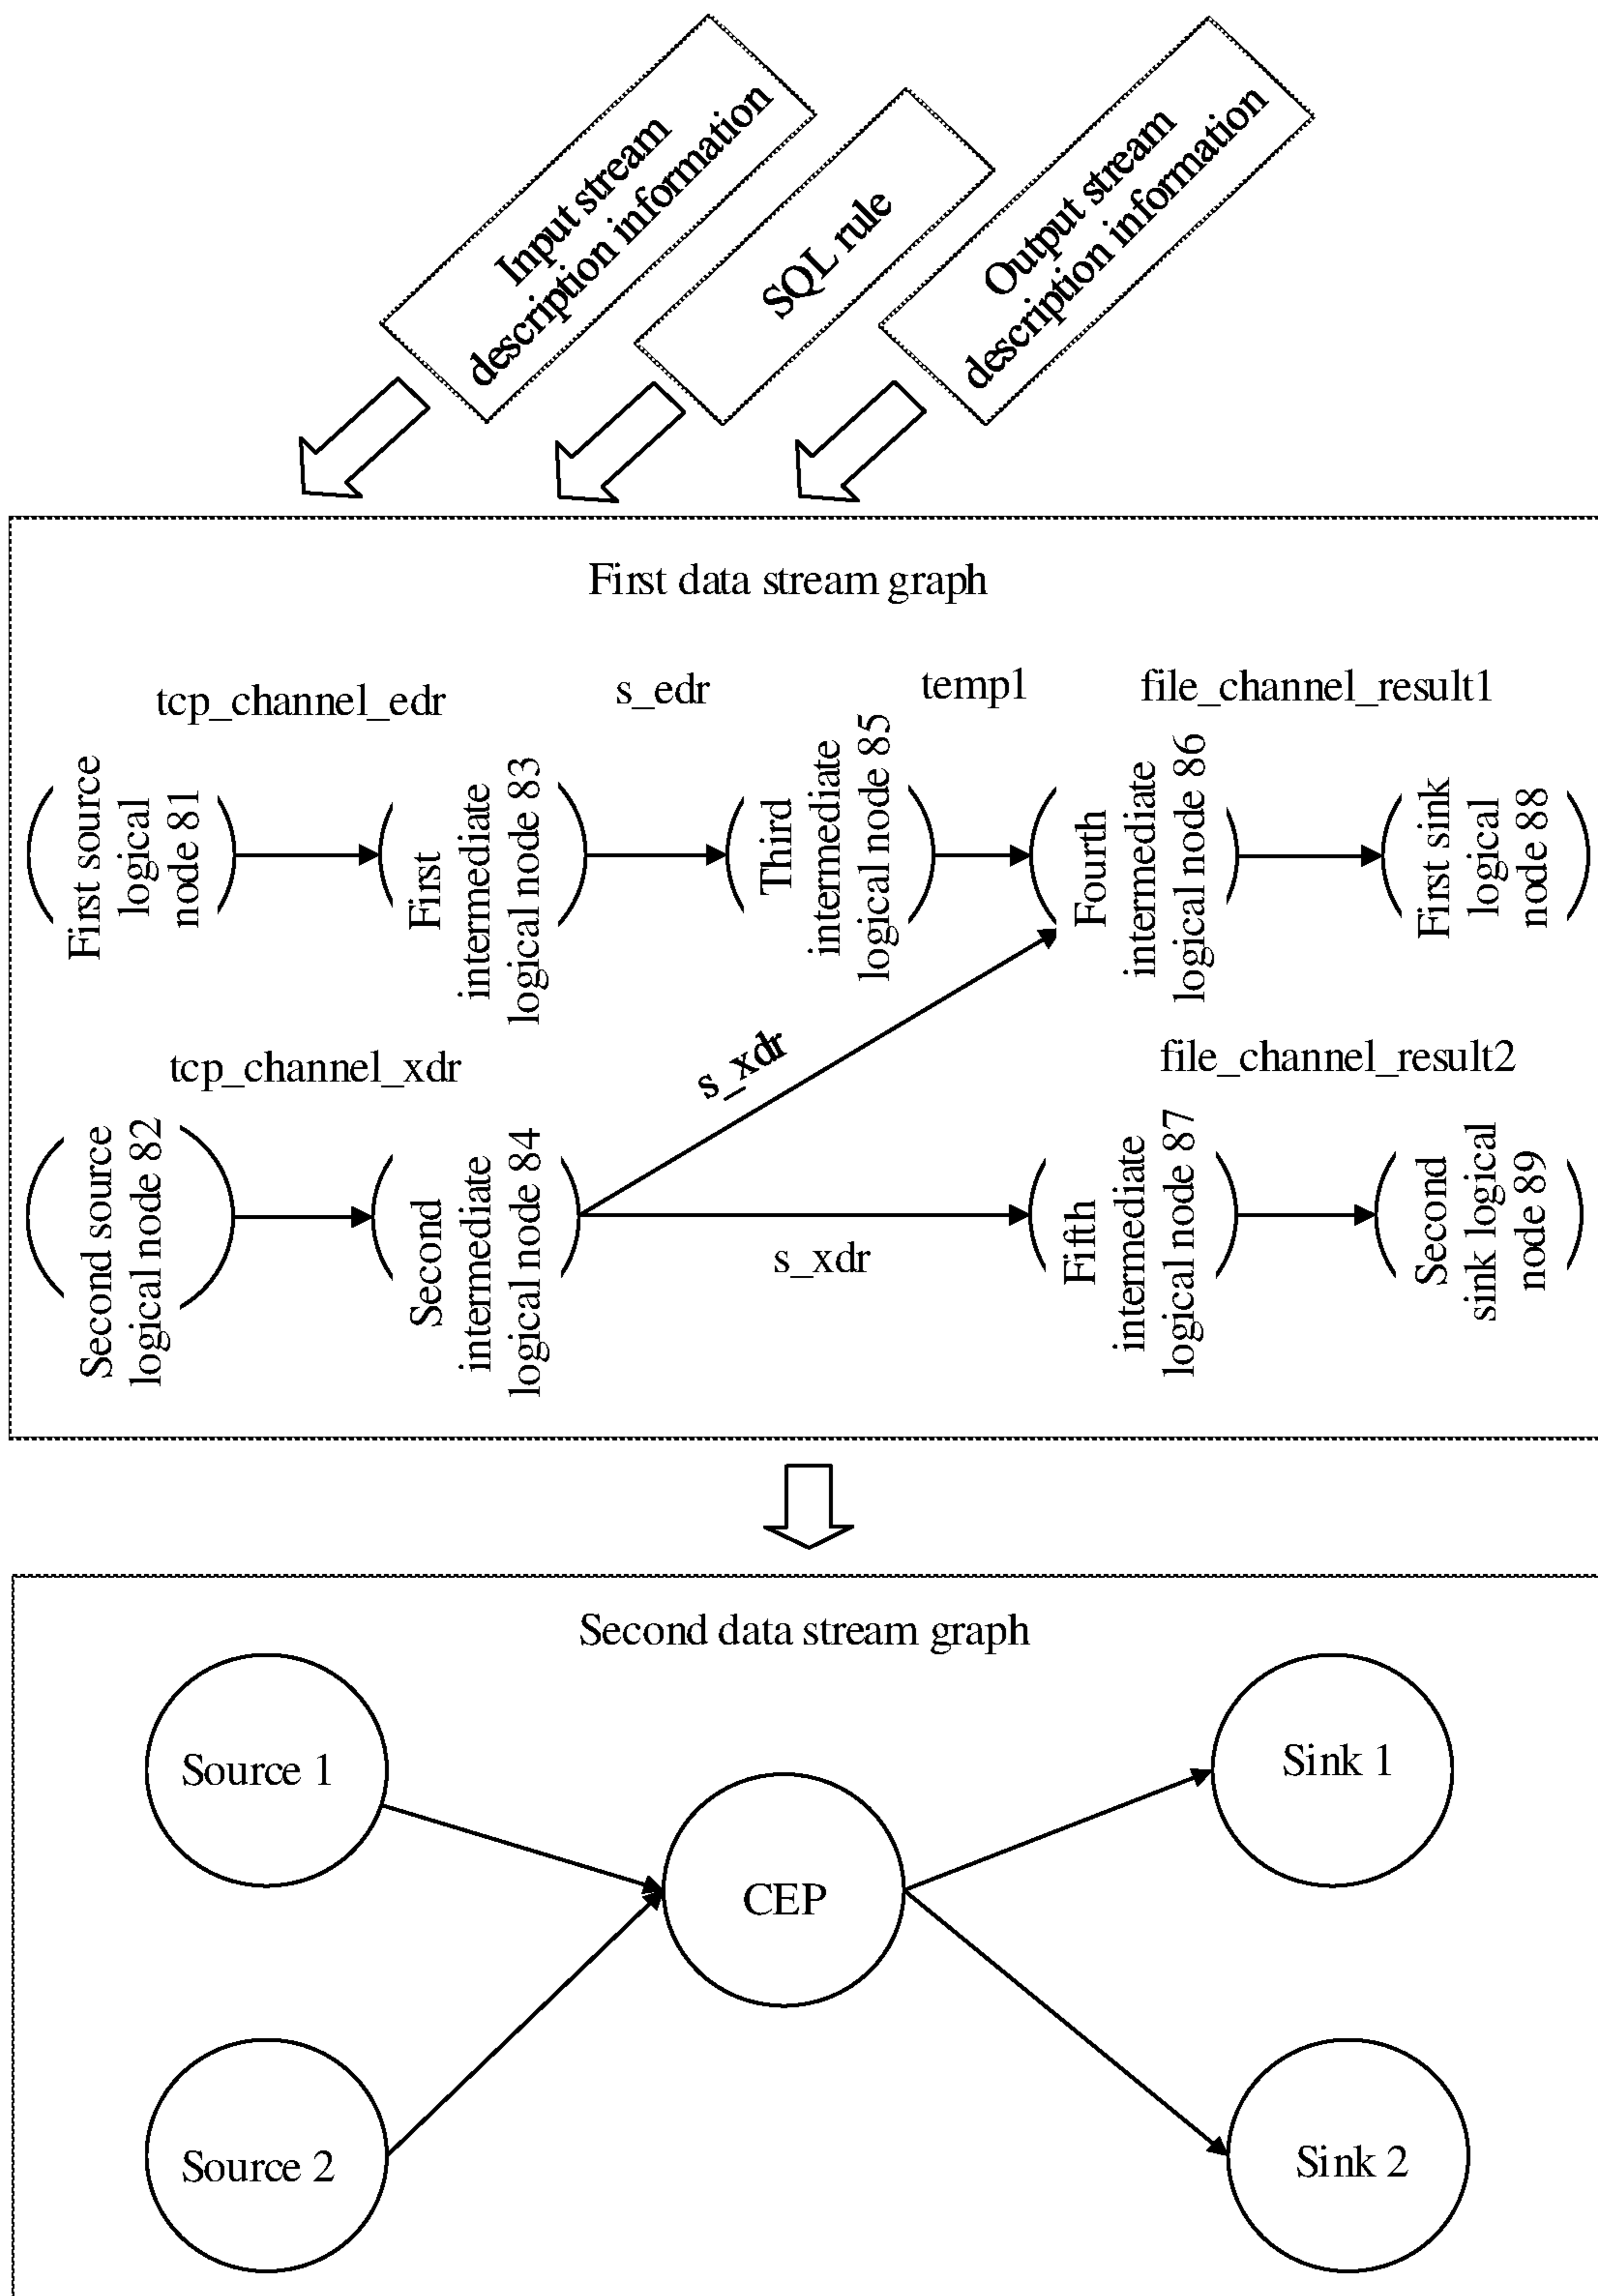 Input stream
description information
SQL rule
Output stream
description information
First data stream graph
tcp_channel_edr
s_edr
temp1
file_channel_result1
First source
logical
node 81
First
intermediate
logical node 83
Third
intermediate
logical node 85
Fourth
intermediate
logical node 86
First sink
logical
node 88
s_xdr
tcp_channel_xdr
file_channel_result2
Second source
logical node 82
Second
intermediate
logical node 84
s_xdr
Fifth
intermediate
logical node 87
Second
sink logical
node 89
Second data stream graph
Source 1
Sink 1
CEP
Source 2
Sink 2